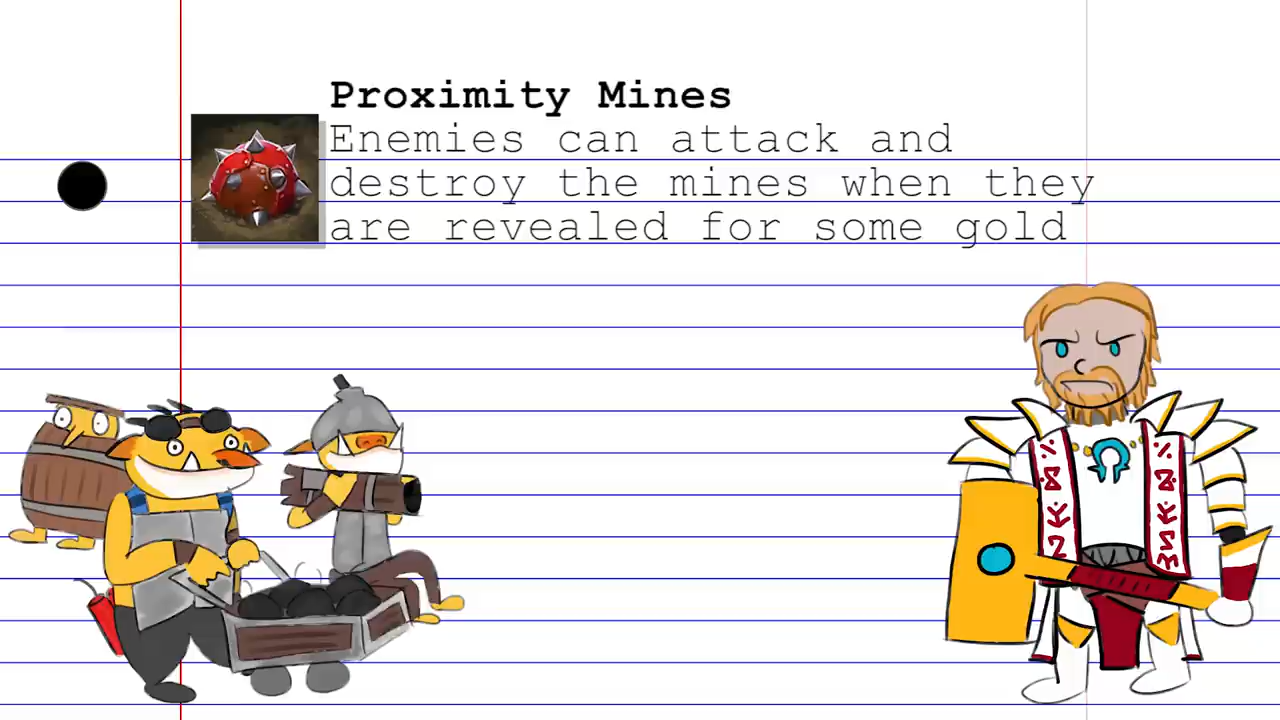 Proximity Mines
Enemies can attack and
destroy the mines when they
are revealed for some gold